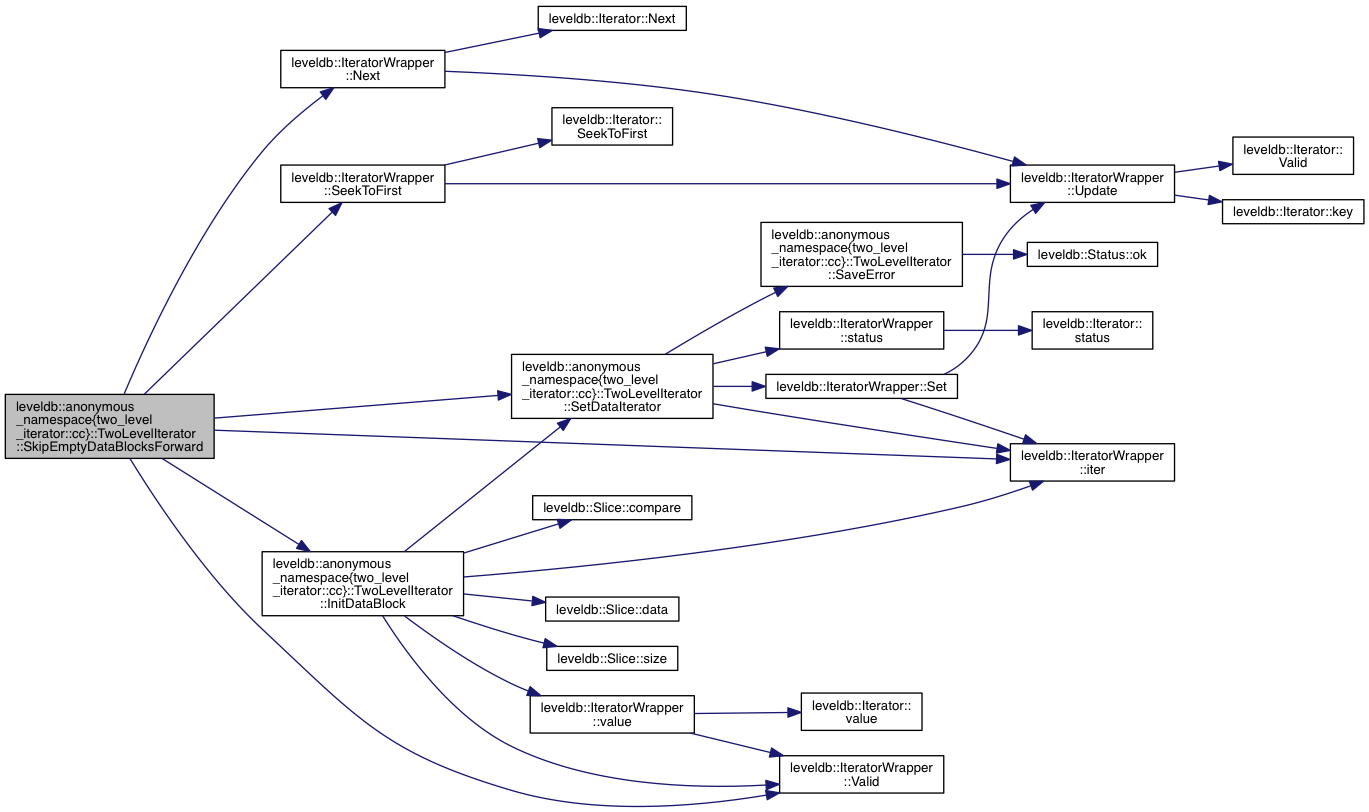 leveldb::Iterator::Next
leveldb::IteratorWrapper
::Next
leveldb::Iterator::
SeekToFirst
leveldb::Iterator::
Valid
leveldb::IteratorWrapper
::SeekToFirst
leveldb::IteratorWrapper
::Update
leveldb::Iterator::key
leveldb::anonymous
_namespace{two_level
_iterator::cc}::TwoLevelIterator
::SaveError
leveldb::Status::ok
leveldb::IteratorWrapper
::status
leveldb::Iterator::
status
leveldb::anonymous
_namespace{two_level
_iterator::cc}::TwoLevelIterator
::SetDataIterator
leveldb::IteratorWrapper::Set
leveldb::anonymous
_namespace{two_level
_iterator::cc}::TwoLevelIterator
::SkipEmptyDataBlocksForward
leveldb::IteratorWrapper
::iter
leveldb::Slice::compare
leveldb::anonymous
_namespace{two_level
_iterator::cc}::TwoLevelIterator
::InitDataBlock
leveldb::Slice::data
leveldb::Slice::size
leveldb::IteratorWrapper
::value
leveldb::Iterator::
value
leveldb::IteratorWrapper
::Valid